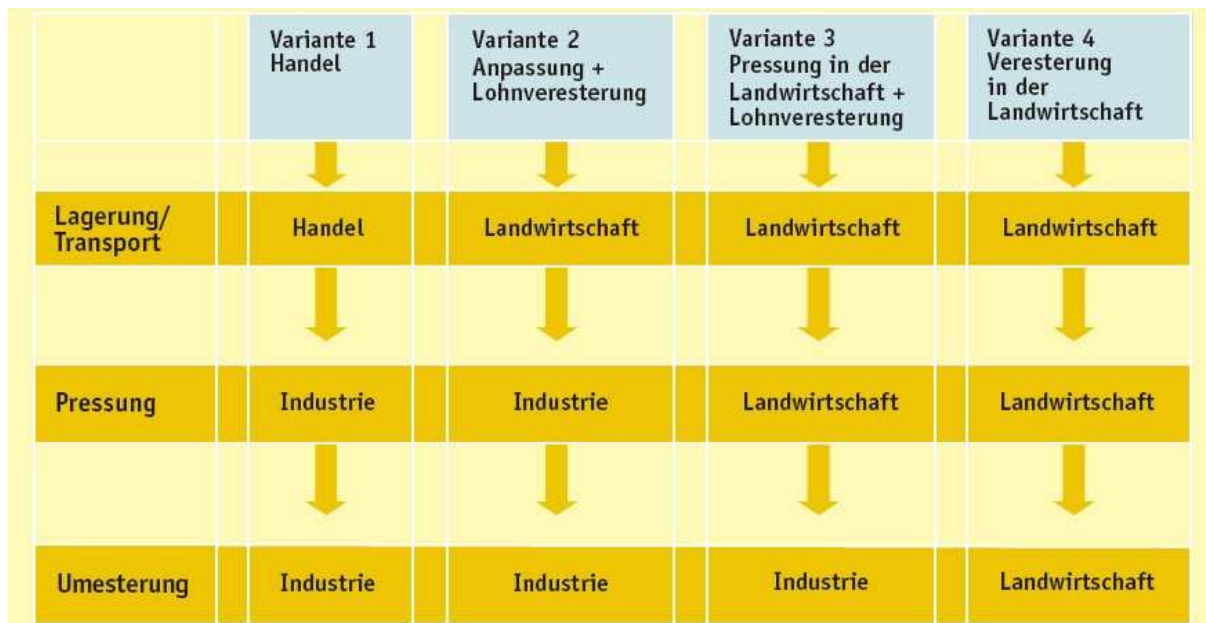 Variante 1
Handel
Variante 2
Anpassung +
Lohnveresterung
Variante 3
Pressung in der
Landwirtschaft +
Lohnveresterung
Variante 4
Veresterung
in der
Landwirtschaft
Lagerung/
Transport
Handel
Landwirtschaft
Landwirtschaft
Landwirtschaft
Pressung
Industrie
Industrie
Landwirtschaft
Landwirtschaft
Umesterung
Industrie
Industrie
Industrie
Landwirtschaft